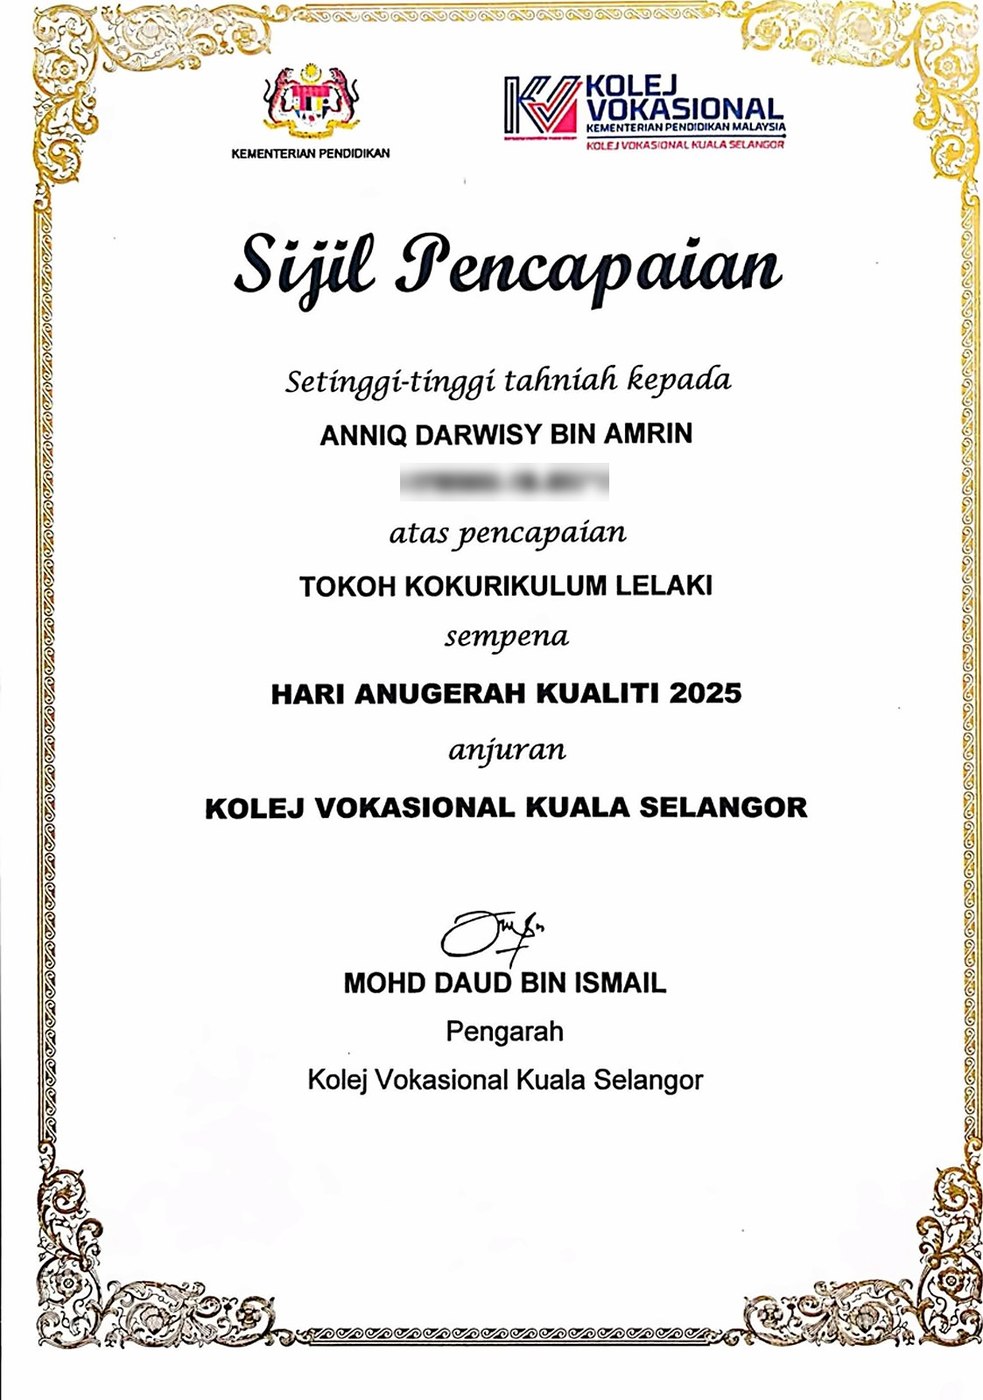 KEMENTERIAN PENDIDIKAN
KV KOLEJ
VOKASIONAL
KEMENTERIAN PENDIDIKAN MALAYSIA
KOLEJ VOKASIONAL KUALA SELANGOR
Sijil Pencapaian
Setinggi-tinggi tahniah kepada
ANNIQ DARWISY BIN AMRIN
atas pencapaian
TOKOH KOKURIKULUM LELAKI
sempena
HARI ANUGERAH KUALITI 2025
anjuran
KOLEJ VOKASIONAL KUALA SELANGOR
MOHD DAUD BIN ISMAIL
Pengarah
Kolej Vokasional Kuala Selangor